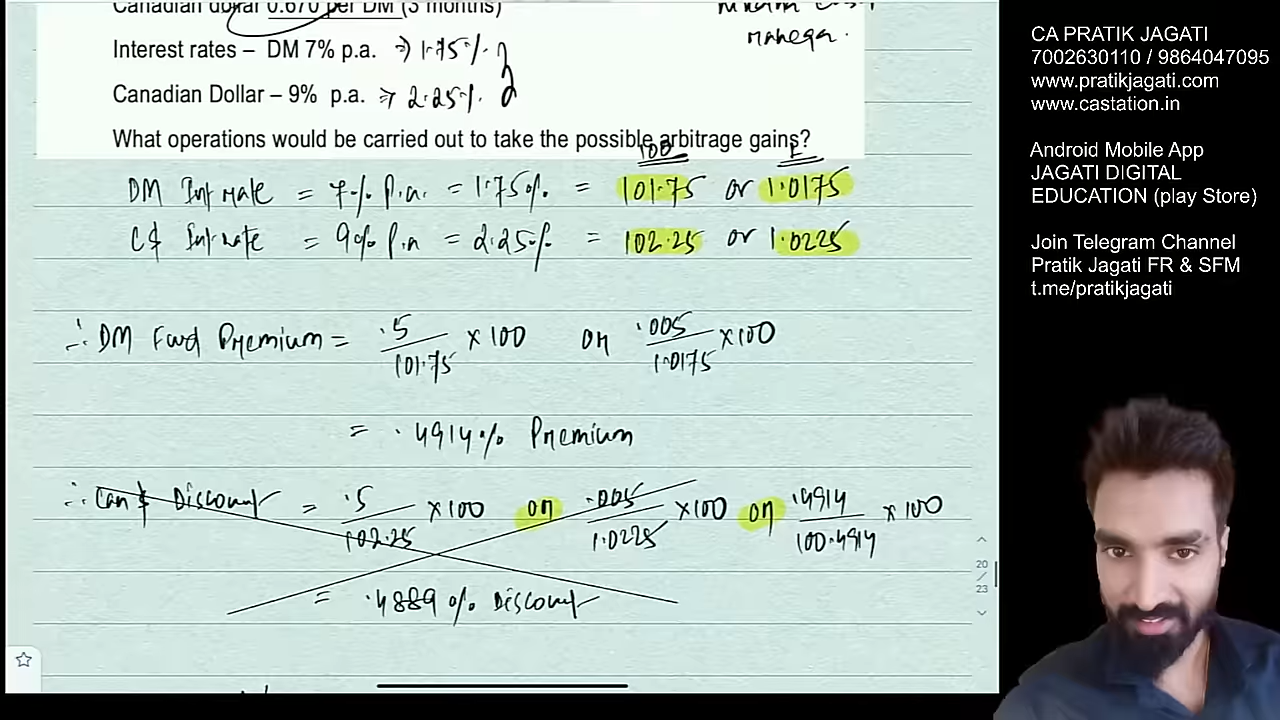 Canadian dollar 0.670 per DM (3 months)
Interest rates – DM 7% p.a. ⇒ 1.75%
Canadian Dollar – 9% p.a. ⇒ 2.25%
What operations would be carried out to take the possible arbitrage gains?
100 1
DM Int rate = 7% p.a. = 1.75% = 101.75 or 1.0175
C$ Int rate = 9% p.a = 2.25% = 102.25 or 1.0225
∴ DM Fwd Premium = .5/101.75 × 100 or .005/1.0175 × 100
= .4914% Premium
∴ Can $ Discount = .5/102.25 × 100 or .005/1.0225 × 100 or .4914/100.4914 × 100
= .4889 % Discount
20
/
23
CA PRATIK JAGATI
7002630110 / 9864047095
www.pratikjagati.com
www.castation.in
Android Mobile App
JAGATI DIGITAL
EDUCATION (play Store)
Join Telegram Channel
Pratik Jagati FR & SFM
t.me/pratikjagati